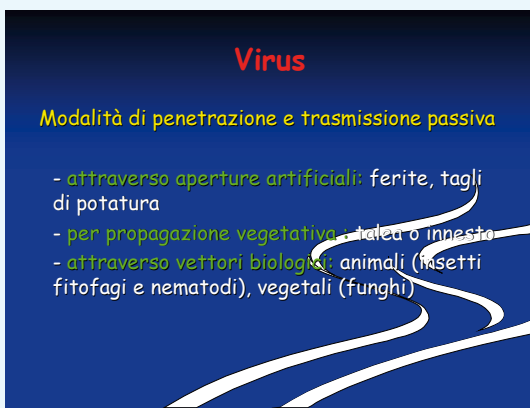 Virus
Modalità di penetrazione e trasmissione passiva
- attraverso aperture artificiali: ferite, tagli
di potatura
- per propagazione vegetativa : talea o innesto
- attraverso vettori biologici: animali (insetti
fitofagi e nematodi), vegetali (funghi)